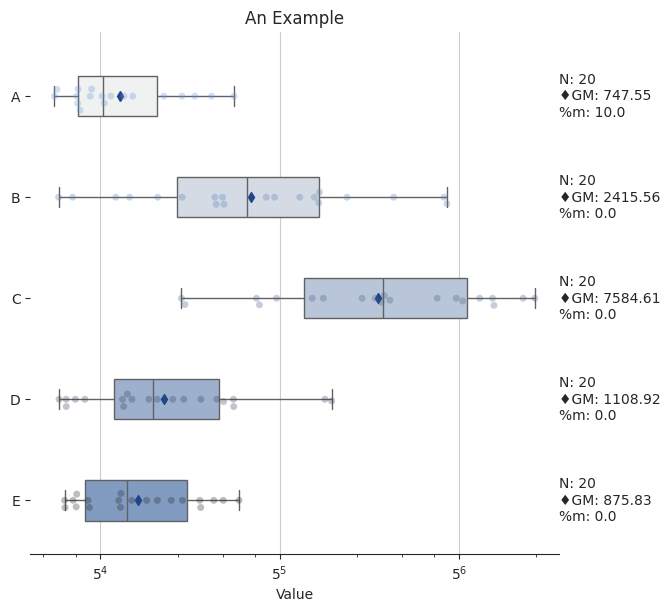 An Example
A
N: 20
♦GM: 747.55
%m: 10.0
B
N: 20
♦GM: 2415.56
%m: 0.0
C
N: 20
♦GM: 7584.61
%m: 0.0
D
N: 20
♦GM: 1108.92
%m: 0.0
E
N: 20
♦GM: 875.83
%m: 0.0
5⁴ 5⁵ 5⁶
Value